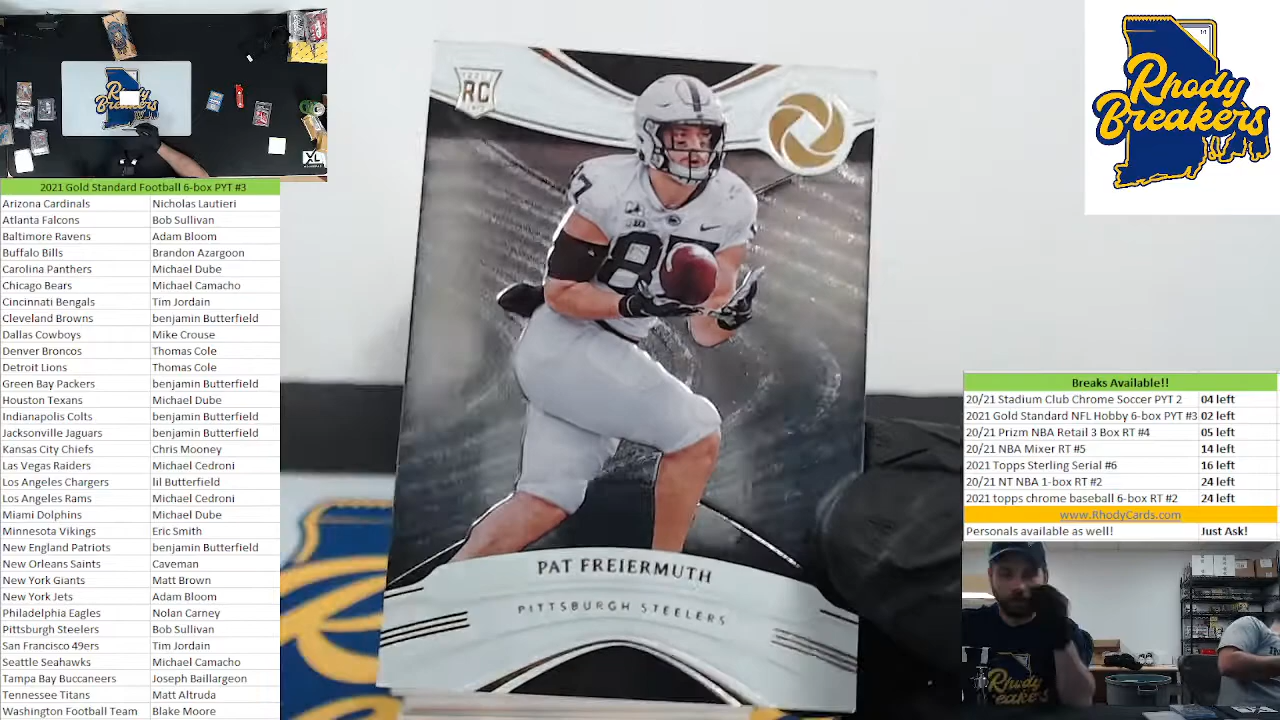 2021 Gold Standard Football 6-box PYT #3
Arizona Cardinals Nicholas Lautieri
Atlanta Falcons Bob Sullivan
Baltimore Ravens Adam Bloom
Buffalo Bills Brandon Azargoon
Carolina Panthers Michael Dube
Chicago Bears Michael Camacho
Cincinnati Bengals Tim Jordain
Cleveland Browns benjamin Butterfield
Dallas Cowboys Mike Crouse
Denver Broncos Thomas Cole
Detroit Lions Thomas Cole
Green Bay Packers benjamin Butterfield
Houston Texans Michael Dube
Indianapolis Colts benjamin Butterfield
Jacksonville Jaguars benjamin Butterfield
Kansas City Chiefs Chris Mooney
Las Vegas Raiders Michael Cedroni
Los Angeles Chargers lil Butterfield
Los Angeles Rams Michael Cedroni
Miami Dolphins Michael Dube
Minnesota Vikings Eric Smith
New England Patriots benjamin Butterfield
New Orleans Saints Caveman
New York Giants Matt Brown
New York Jets Adam Bloom
Philadelphia Eagles Nolan Carney
Pittsburgh Steelers Bob Sullivan
San Francisco 49ers Tim Jordain
Seattle Seahawks Michael Camacho
Tampa Bay Buccaneers Joseph Baillargeon
Tennessee Titans Matt Altruda
Washington Football Team Blake Moore
Rhody
Breakers
XL
RC
87
PAT FREIERMUTH
PITTSBURGH STEELERS
Rhody
Breakers
Breaks Available!!
20/21 Stadium Club Chrome Soccer PYT 2 04 left
2021 Gold Standard NFL Hobby 6-box PYT #3 02 left
20/21 Prizm NBA Retail 3 Box RT #4 05 left
20/21 NBA Mixer RT #5 14 left
2021 Topps Sterling Serial #6 16 left
20/21 NT NBA 1-box RT #2 24 left
2021 topps chrome baseball 6-box RT #2 24 left
www.RhodyCards.com
Personals available as well! Just Ask!
Rhody
Breakers